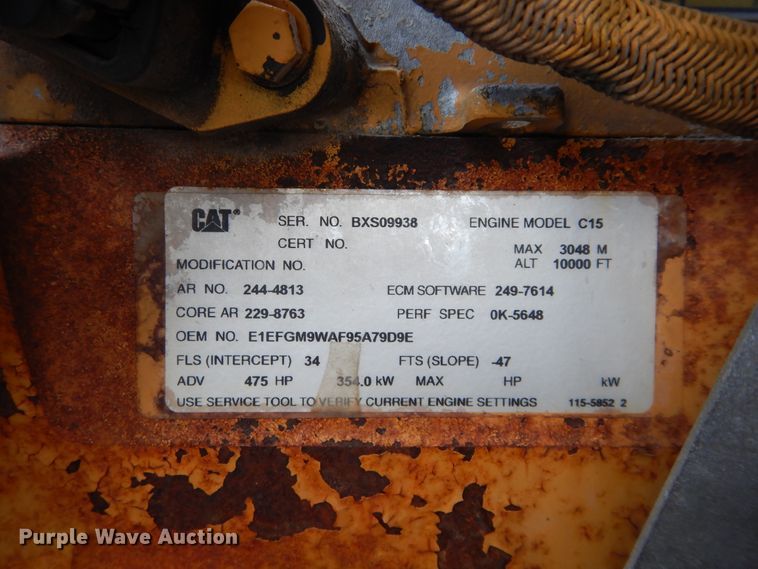 CAT® SER. NO. BXS09938 ENGINE MODEL C15
CERT NO. MAX 3048 M
MODIFICATION NO. ALT 10000 FT
AR NO. 244-4813 ECM SOFTWARE 249-7614
CORE AR 229-8763 PERF SPEC 0K-5648
OEM NO. E1EFGM9WAF95A79D9E
FLS (INTERCEPT) 34 FTS (SLOPE) -47
ADV 475 HP 354.0 kW MAX HP kW
USE SERVICE TOOL TO VERIFY CURRENT ENGINE SETTINGS 115-5852 2
Purple Wave Auction